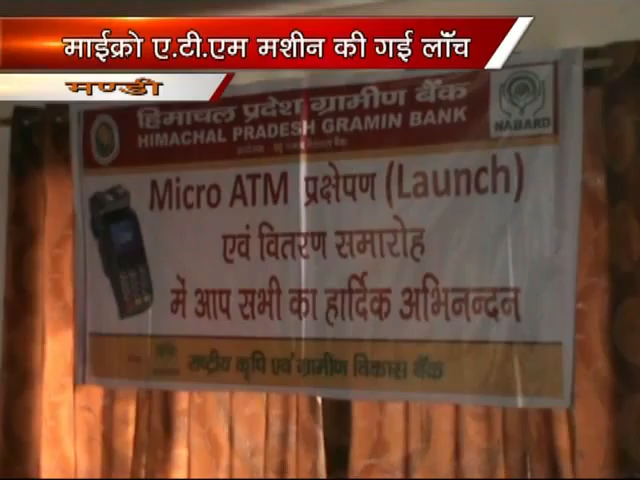 माईक्रो ए.टी.एम मशीन की गई लॉंच
मण्डी
हिमाचल प्रदेश ग्रामीण बैंक
HIMACHAL PRADESH GRAMIN BANK
NABARD
Micro ATM प्रक्षेपण (Launch)
एवं वितरण समारोह
में आप सभी का हार्दिक अभिनन्दन
राष्ट्रीय कृषि एवं ग्रामीण विकास बैंक